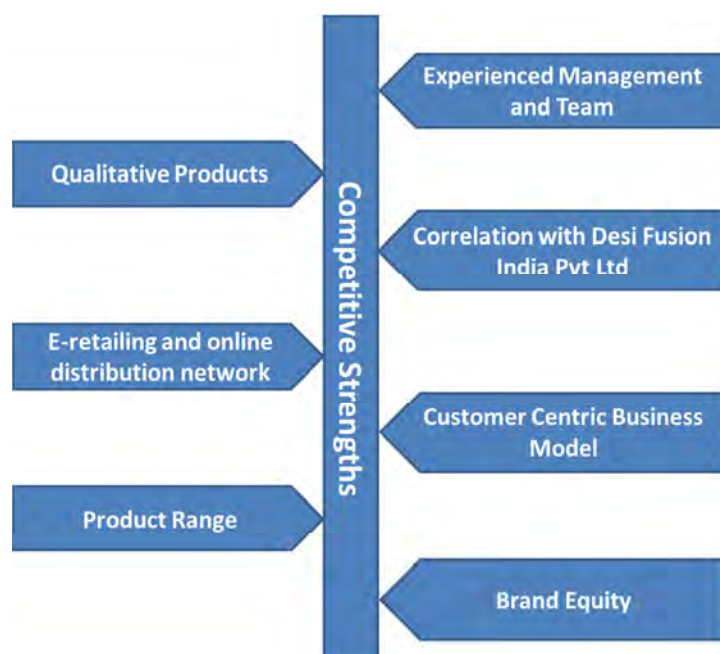 Experienced Management
and Team
Qualitative Products
Correlation with Desi Fusion
India Pvt Ltd
E-retailing and online
distribution network
Customer Centric Business
Model
Product Range
Brand Equity
Competitive Strengths